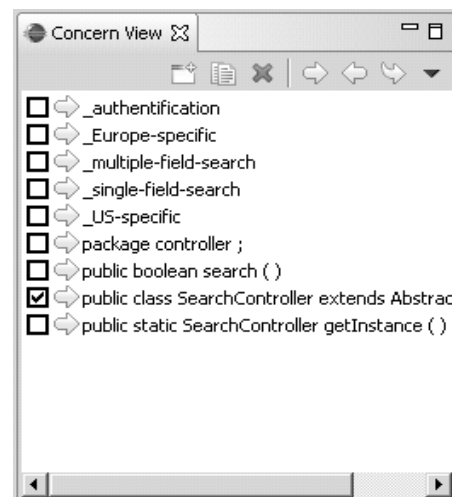 Concern View
_authentification
_Europe-specific
_multiple-field-search
_single-field-search
_US-specific
package controller ;
public boolean search ( )
public class SearchController extends Abstrac
public static SearchController getInstance ( )